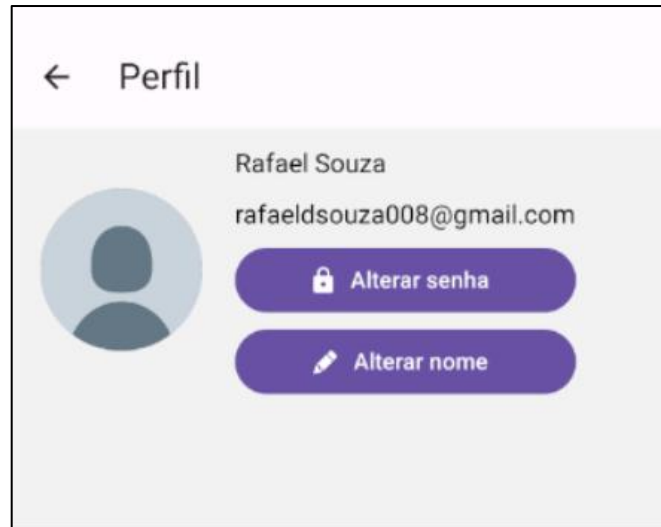 Perfil
Rafael Souza
rafaeldsouza008@gmail.com
Alterar senha
Alterar nome